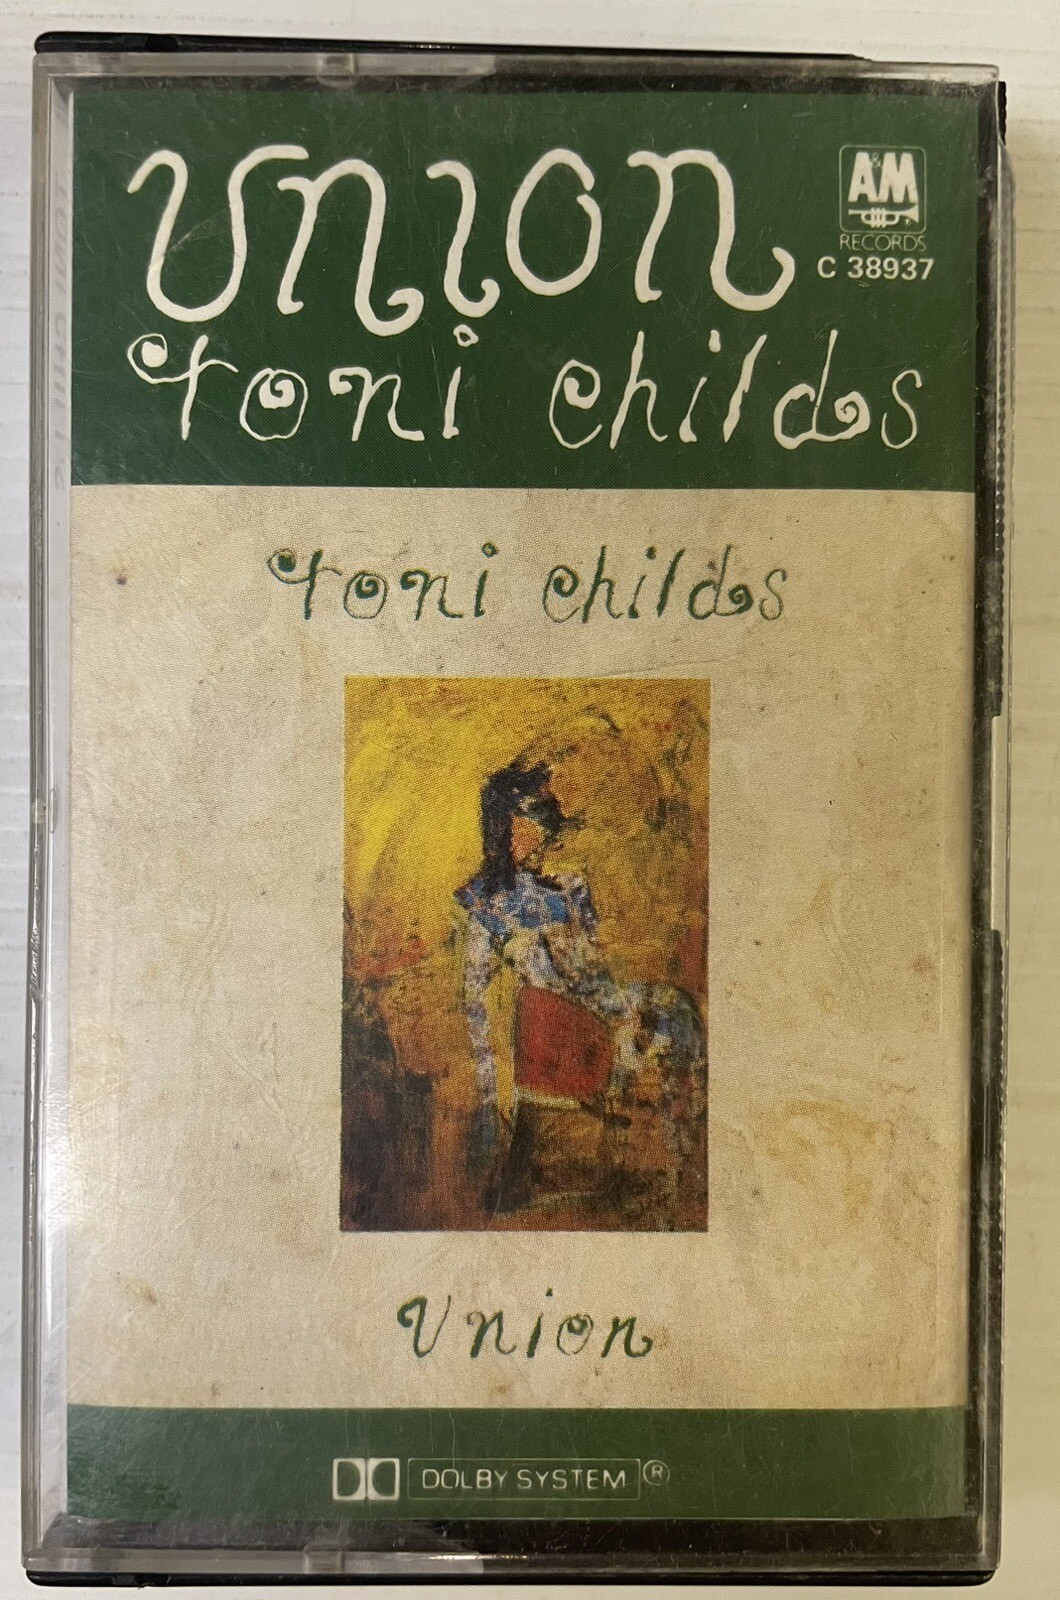 Union
A&M
RECORDS
C 38937
toni childs
toni childs
Union
DOLBY SYSTEM®